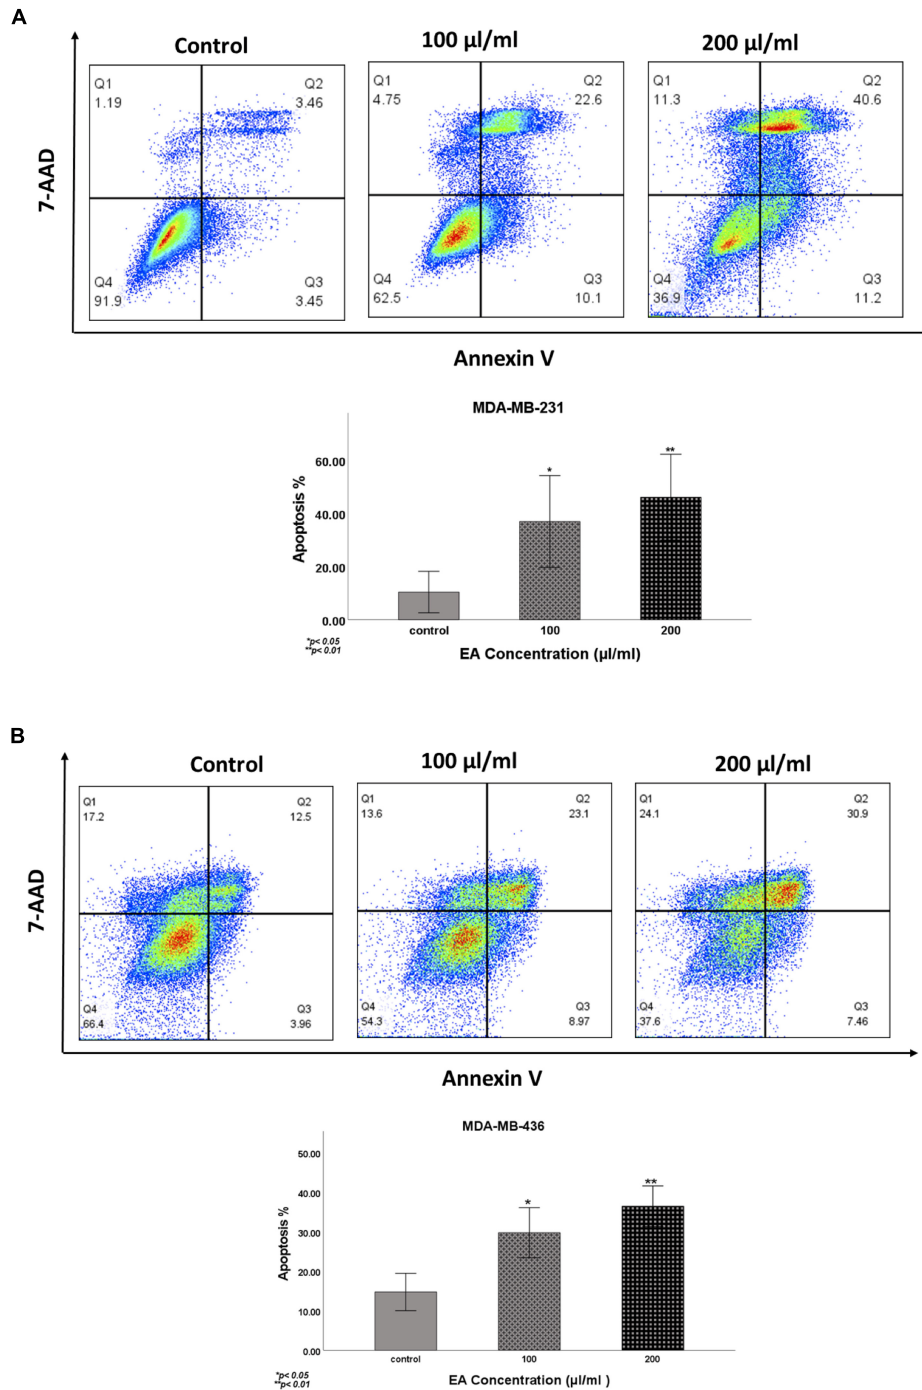 A
Control
100 µl/ml
200 µl/ml
Q1
1.19
Q2
3.46
Q4
91.9
Q3
3.45
Q1
4.75
Q2
22.6
Q4
62.5
Q3
10.1
Q1
11.3
Q2
40.6
Q4
36.9
Q3
11.2
7-AAD
Annexin V
MDA-MB-231
Apoptosis %
60.00
40.00
20.00
0.00
control
100
200
*p< 0.05
**p< 0.01
*
**
EA Concentration (µl/ml)
B
Control
100 µl/ml
200 µl/ml
Q1
17.2
Q2
12.5
Q4
66.4
Q3
3.96
Q1
13.6
Q2
23.1
Q4
54.3
Q3
8.97
Q1
24.1
Q2
30.9
Q4
37.6
Q3
7.46
7-AAD
Annexin V
MDA-MB-436
Apoptosis %
50.00
40.00
30.00
20.00
10.00
0.00
control
100
200
*
**
*p< 0.05
**p< 0.01
EA Concentration (µl/ml )